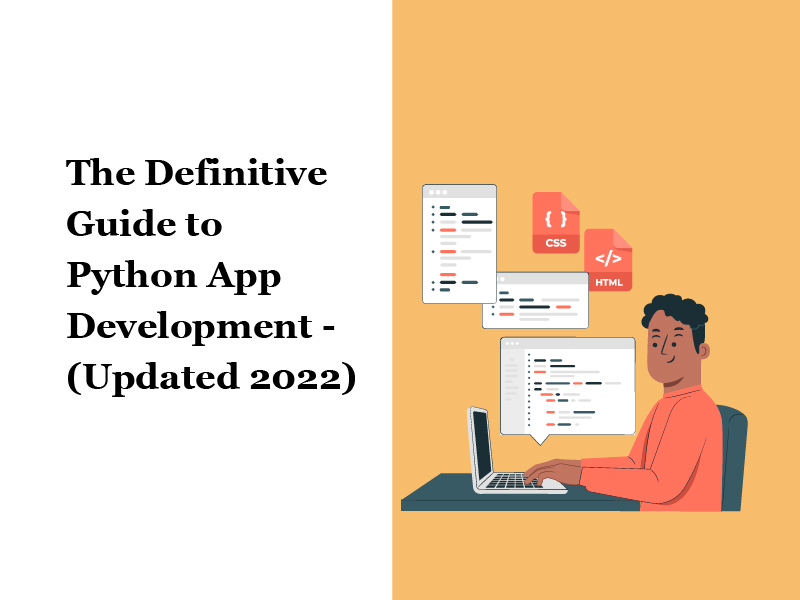 The Definitive
Guide to
Python App
Development -
(Updated 2022)
{ }
CSS
</>
HTML